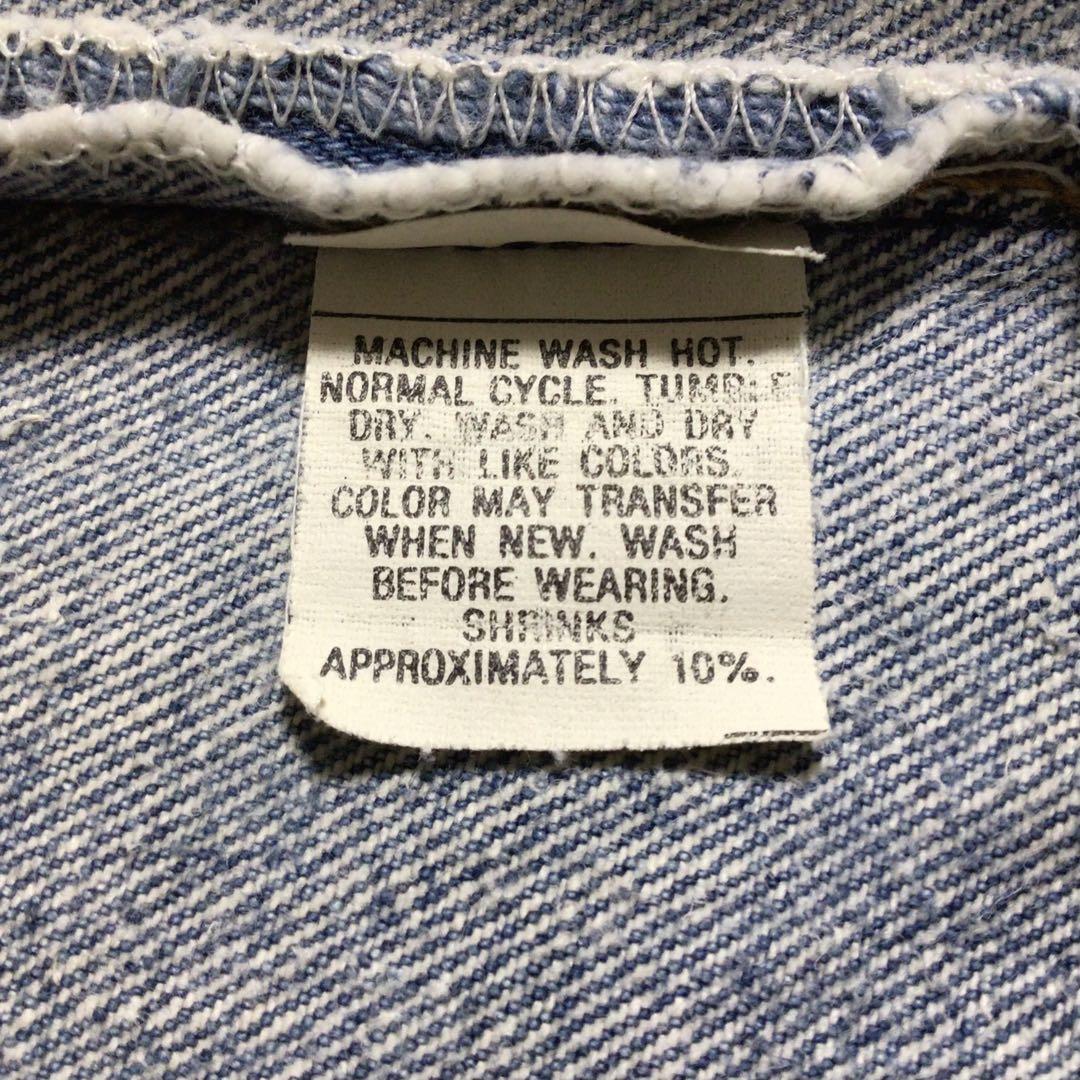 MACHINE WASH HOT.
NORMAL CYCLE. TUMBLE
DRY. WASH AND DRY
WITH LIKE COLORS.
COLOR MAY TRANSFER
WHEN NEW. WASH
BEFORE WEARING.
SHRINKS
APPROXIMATELY 10%.